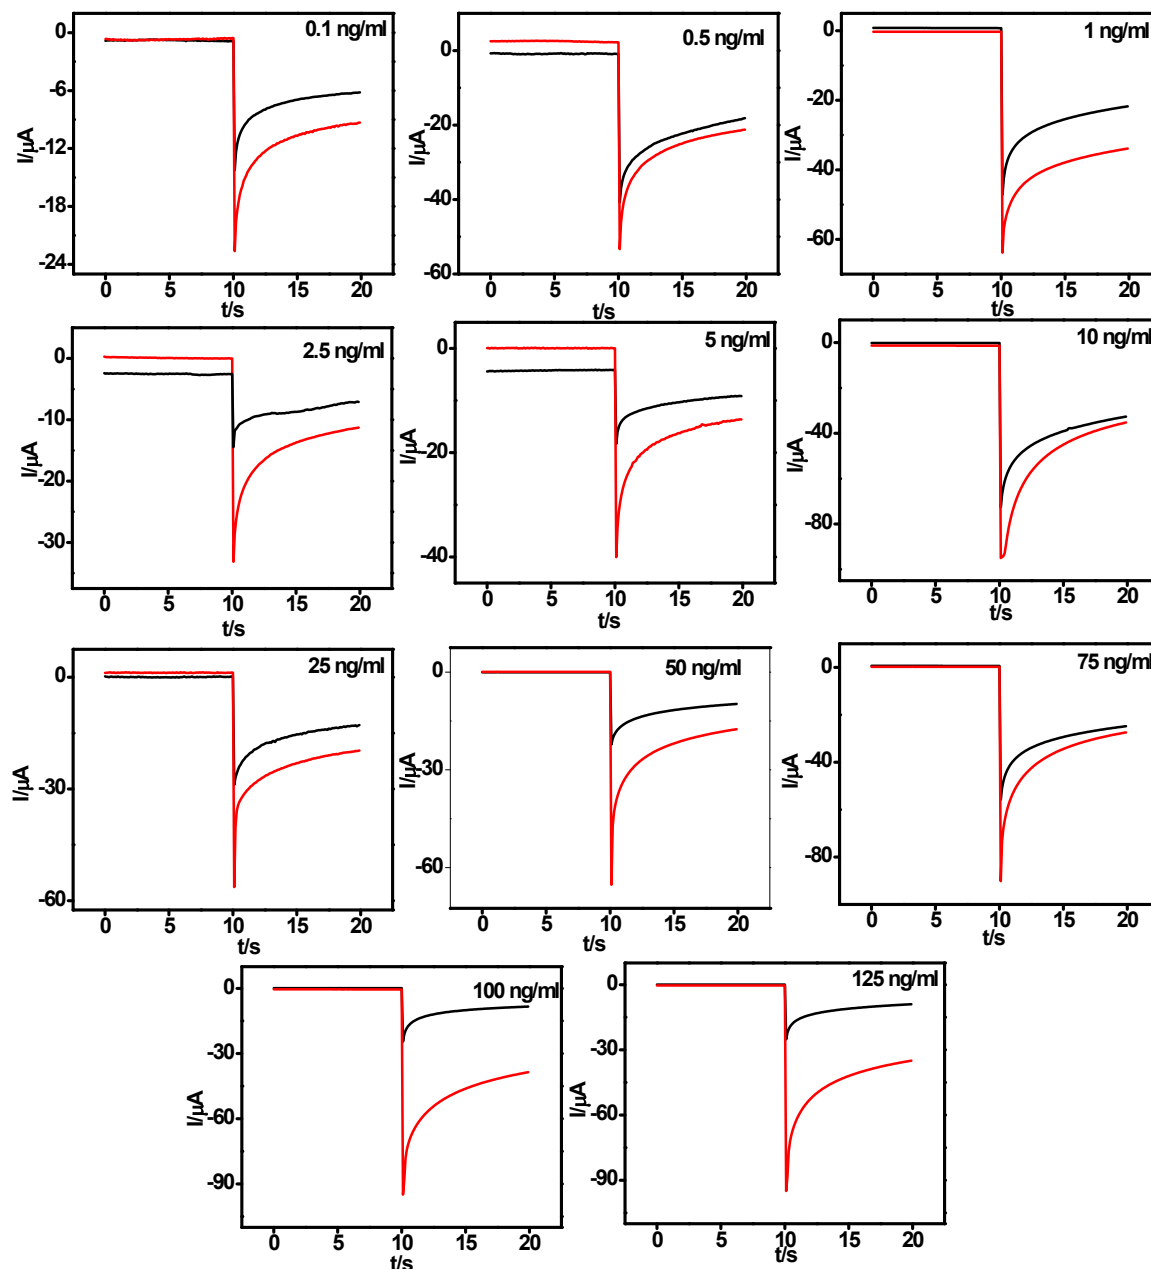 0.1 ng/ml
0
-6
-12
-18
-24
I/µA
0 5 10 15 20
t/s
0.5 ng/ml
0
-20
-40
-60
I/µA
0 5 10 15 20
t/s
1 ng/ml
0
-20
-40
-60
I/µA
0 5 10 15 20
t/s
2.5 ng/ml
0
-10
-20
-30
I/µA
0 5 10 15 20
t/s
5 ng/ml
0
-20
-40
I/µA
0 5 10 15 20
t/s
10 ng/ml
0
-40
-80
I/µA
0 5 10 15 20
t/s
25 ng/ml
0
-30
-60
I/µA
0 5 10 15 20
t/s
50 ng/ml
0
-30
-60
I/µA
0 5 10 15 20
t/s
75 ng/ml
0
-40
-80
I/µA
0 5 10 15 20
t/s
100 ng/ml
0
-30
-60
-90
I/µA
0 5 10 15 20
t/s
125 ng/ml
0
-30
-60
-90
I/µA
0 5 10 15 20
t/s